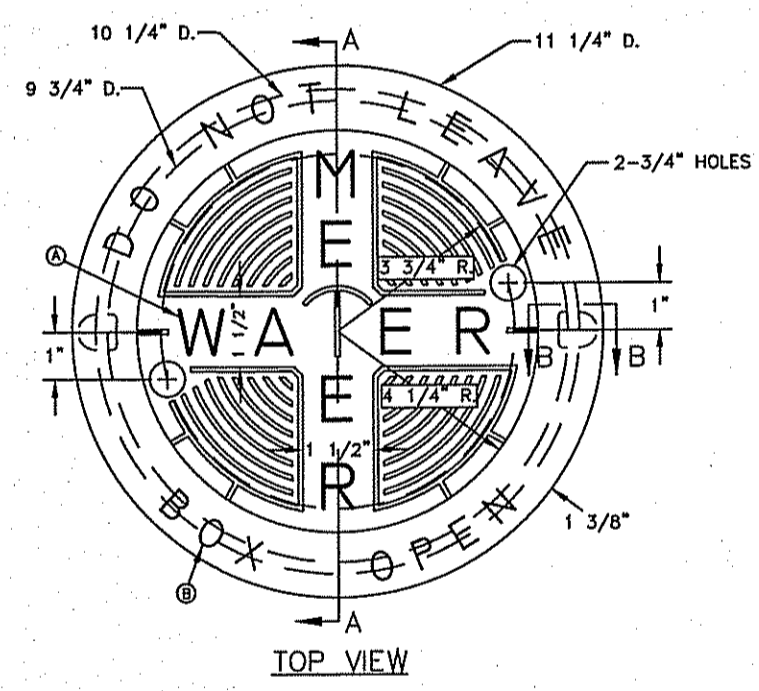 10 1/4" D.
A
11 1/4" D.
9 3/4" D.
DO NOT LEAVE
2-3/4" HOLES
M
E
3 3/4" R.
A
1"
WATER
1 1/2"
1"
B
B
E
4 1/4" R.
1 1/2"
R
BOX OPEN
1 3/8"
B
A
TOP VIEW